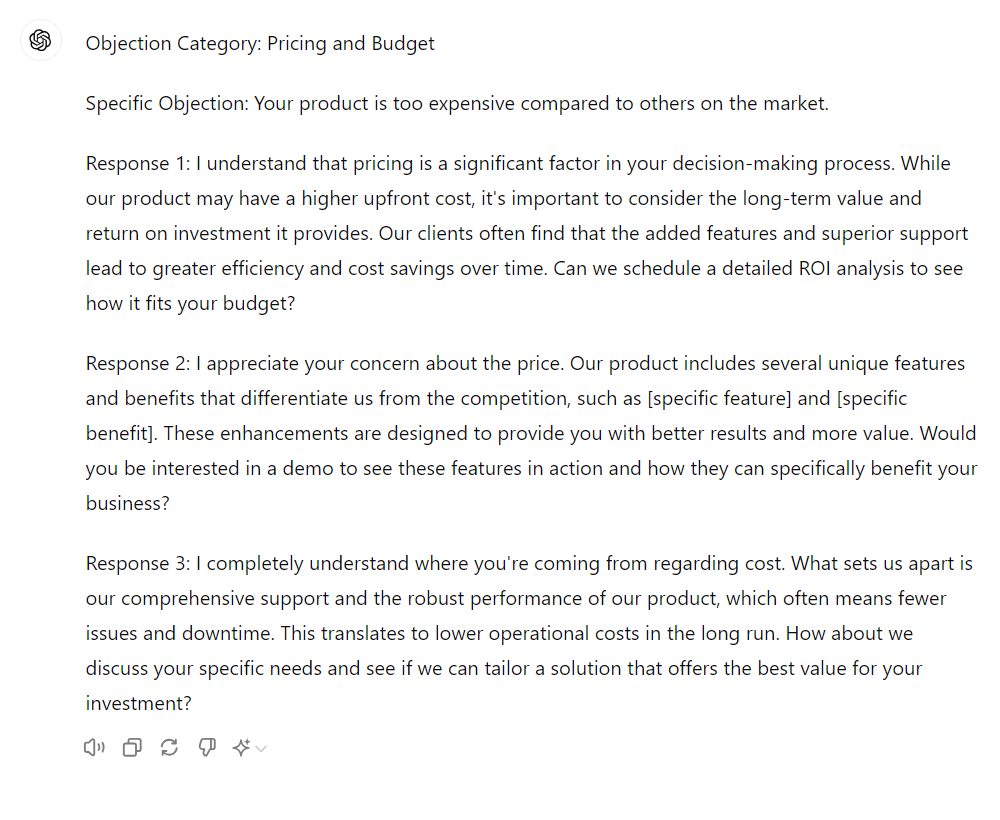 Objection Category: Pricing and Budget
Specific Objection: Your product is too expensive compared to others on the market.
Response 1: I understand that pricing is a significant factor in your decision-making process. While
our product may have a higher upfront cost, it's important to consider the long-term value and
return on investment it provides. Our clients often find that the added features and superior support
lead to greater efficiency and cost savings over time. Can we schedule a detailed ROI analysis to see
how it fits your budget?
Response 2: I appreciate your concern about the price. Our product includes several unique features
and benefits that differentiate us from the competition, such as [specific feature] and [specific
benefit]. These enhancements are designed to provide you with better results and more value. Would
you be interested in a demo to see these features in action and how they can specifically benefit your
business?
Response 3: I completely understand where you're coming from regarding cost. What sets us apart is
our comprehensive support and the robust performance of our product, which often means fewer
issues and downtime. This translates to lower operational costs in the long run. How about we
discuss your specific needs and see if we can tailor a solution that offers the best value for your
investment?